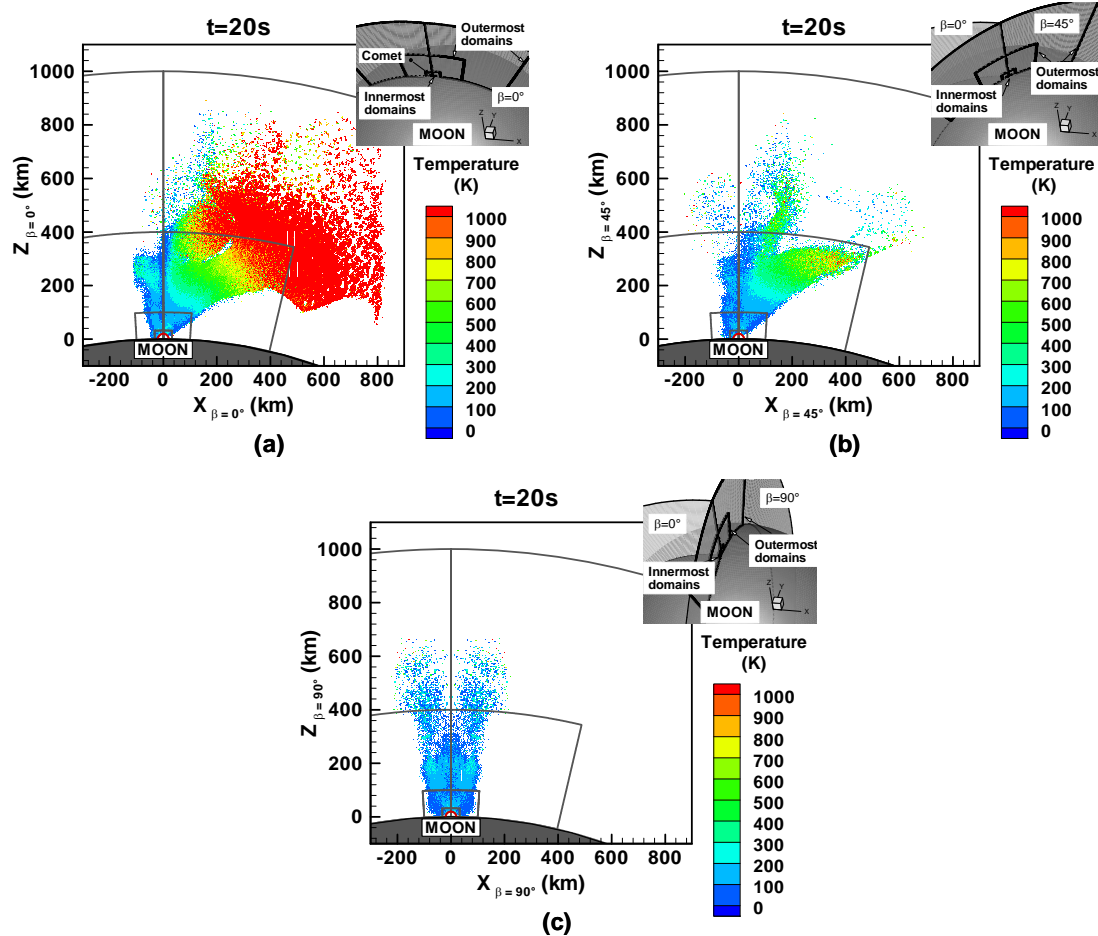 t=20s
Comet
Outermost
domains
Innermost
domains
β=0°
MOON
Z
Y
X
Temperature
(K)
1000
900
800
700
600
500
400
300
200
100
0
Z β = 0° (km)
1000
800
600
400
200
0
MOON
-200 0 200 400 600 800
X β = 0° (km)
(a)
t=20s
β=0°
β=45°
Outermost
domains
Innermost
domains
MOON
Z
Y
X
Temperature
(K)
1000
900
800
700
600
500
400
300
200
100
0
Z β = 45° (km)
1000
800
600
400
200
0
MOON
-200 0 200 400 600 800
X β = 45° (km)
(b)
t=20s
β=90°
β=0°
Outermost
domains
Innermost
domains
MOON
Z
Y
X
Temperature
(K)
1000
900
800
700
600
500
400
300
200
100
0
Z β = 90° (km)
1000
800
600
400
200
0
MOON
-200 0 200 400 600 800
X β = 90° (km)
(c)